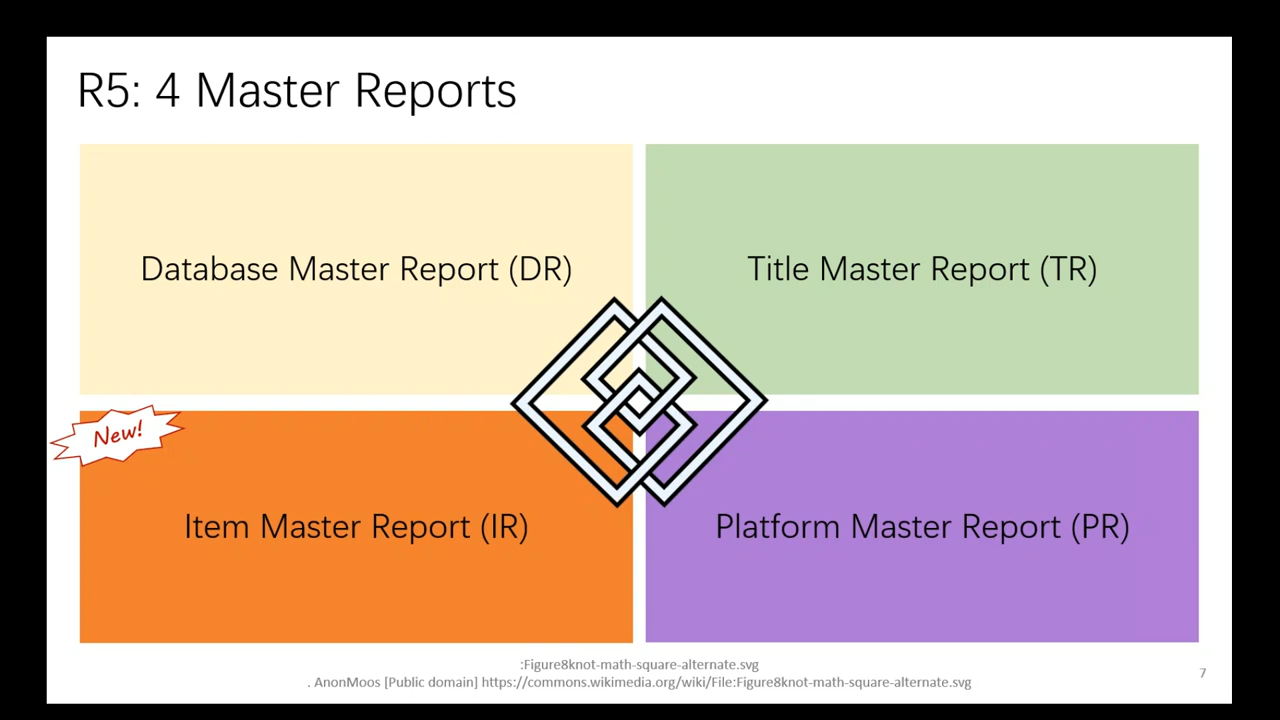 R5: 4 Master Reports
Database Master Report (DR)
Title Master Report (TR)
New!
Item Master Report (IR)
Platform Master Report (PR)
:Figure8knot-math-square-alternate.svg
. AnonMoos [Public domain] https://commons.wikimedia.org/wiki/File:Figure8knot-math-square-alternate.svg
7